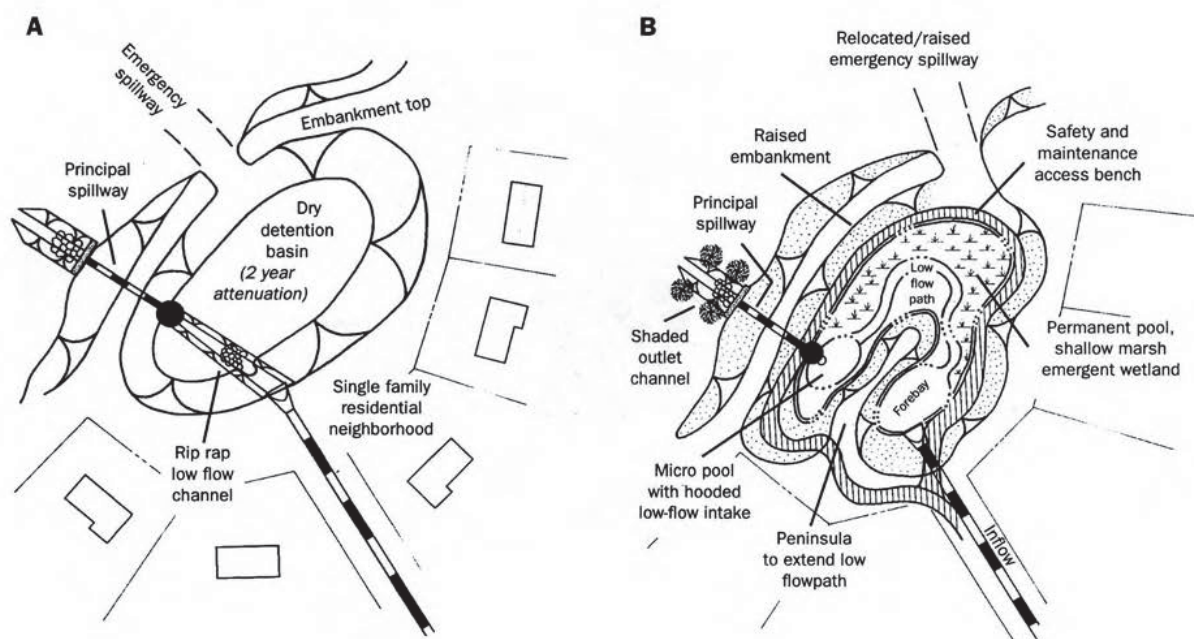 A
Emergency
spillway
Embankment top
Principal
spillway
Dry
detention
basin
(2 year
attenuation)
Single family
residential
neighborhood
Rip rap
low flow
channel
B
Relocated/raised
emergency spillway
Raised
embankment
Safety and
maintenance
access bench
Principal
spillway
Low
flow
path
Shaded
outlet
channel
Permanent pool,
shallow marsh
emergent wetland
Forebay
Micro pool
with hooded
low-flow intake
Peninsula
to extend low
flowpath
Inflow